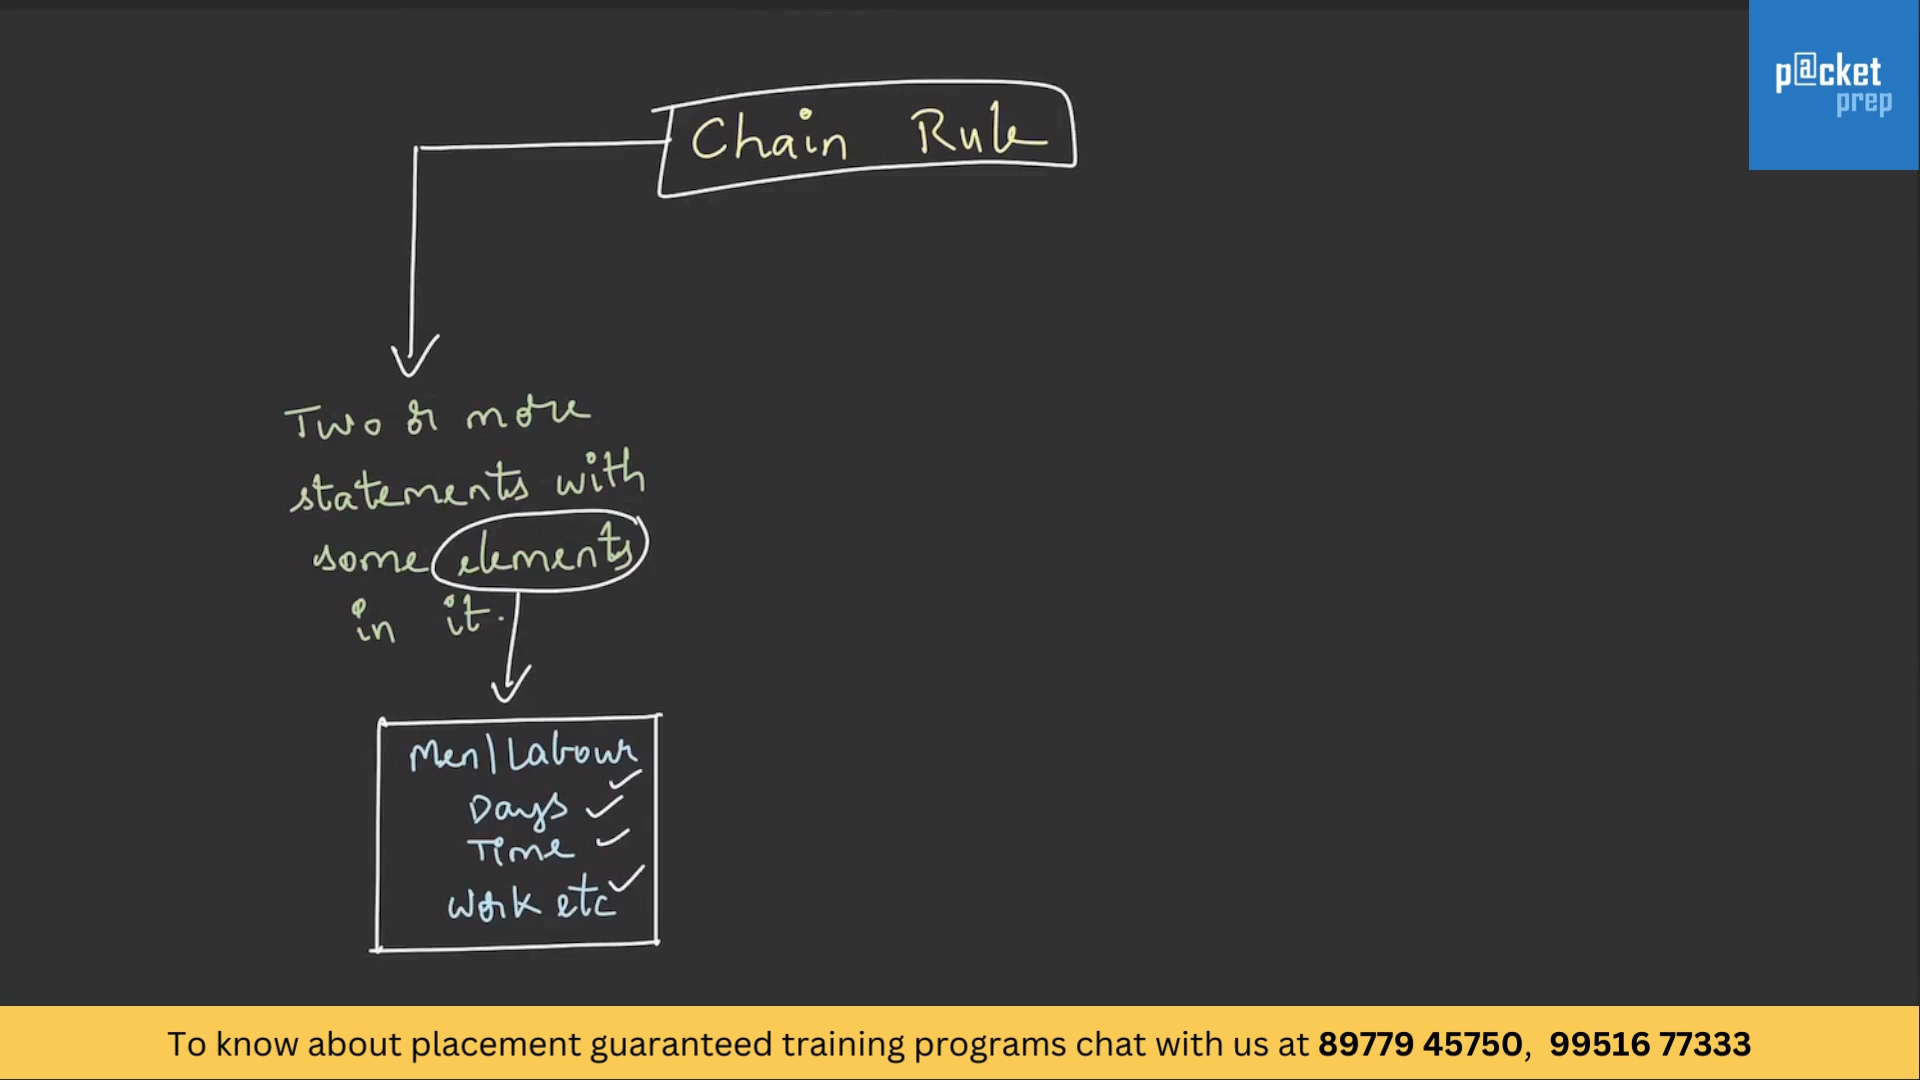 p@cket
prep
Chain Rule
Two or more
statements with
some elements
in it.
Men/Labour
Days
Time
Work etc
To know about placement guaranteed training programs chat with us at 89779 45750, 99516 77333